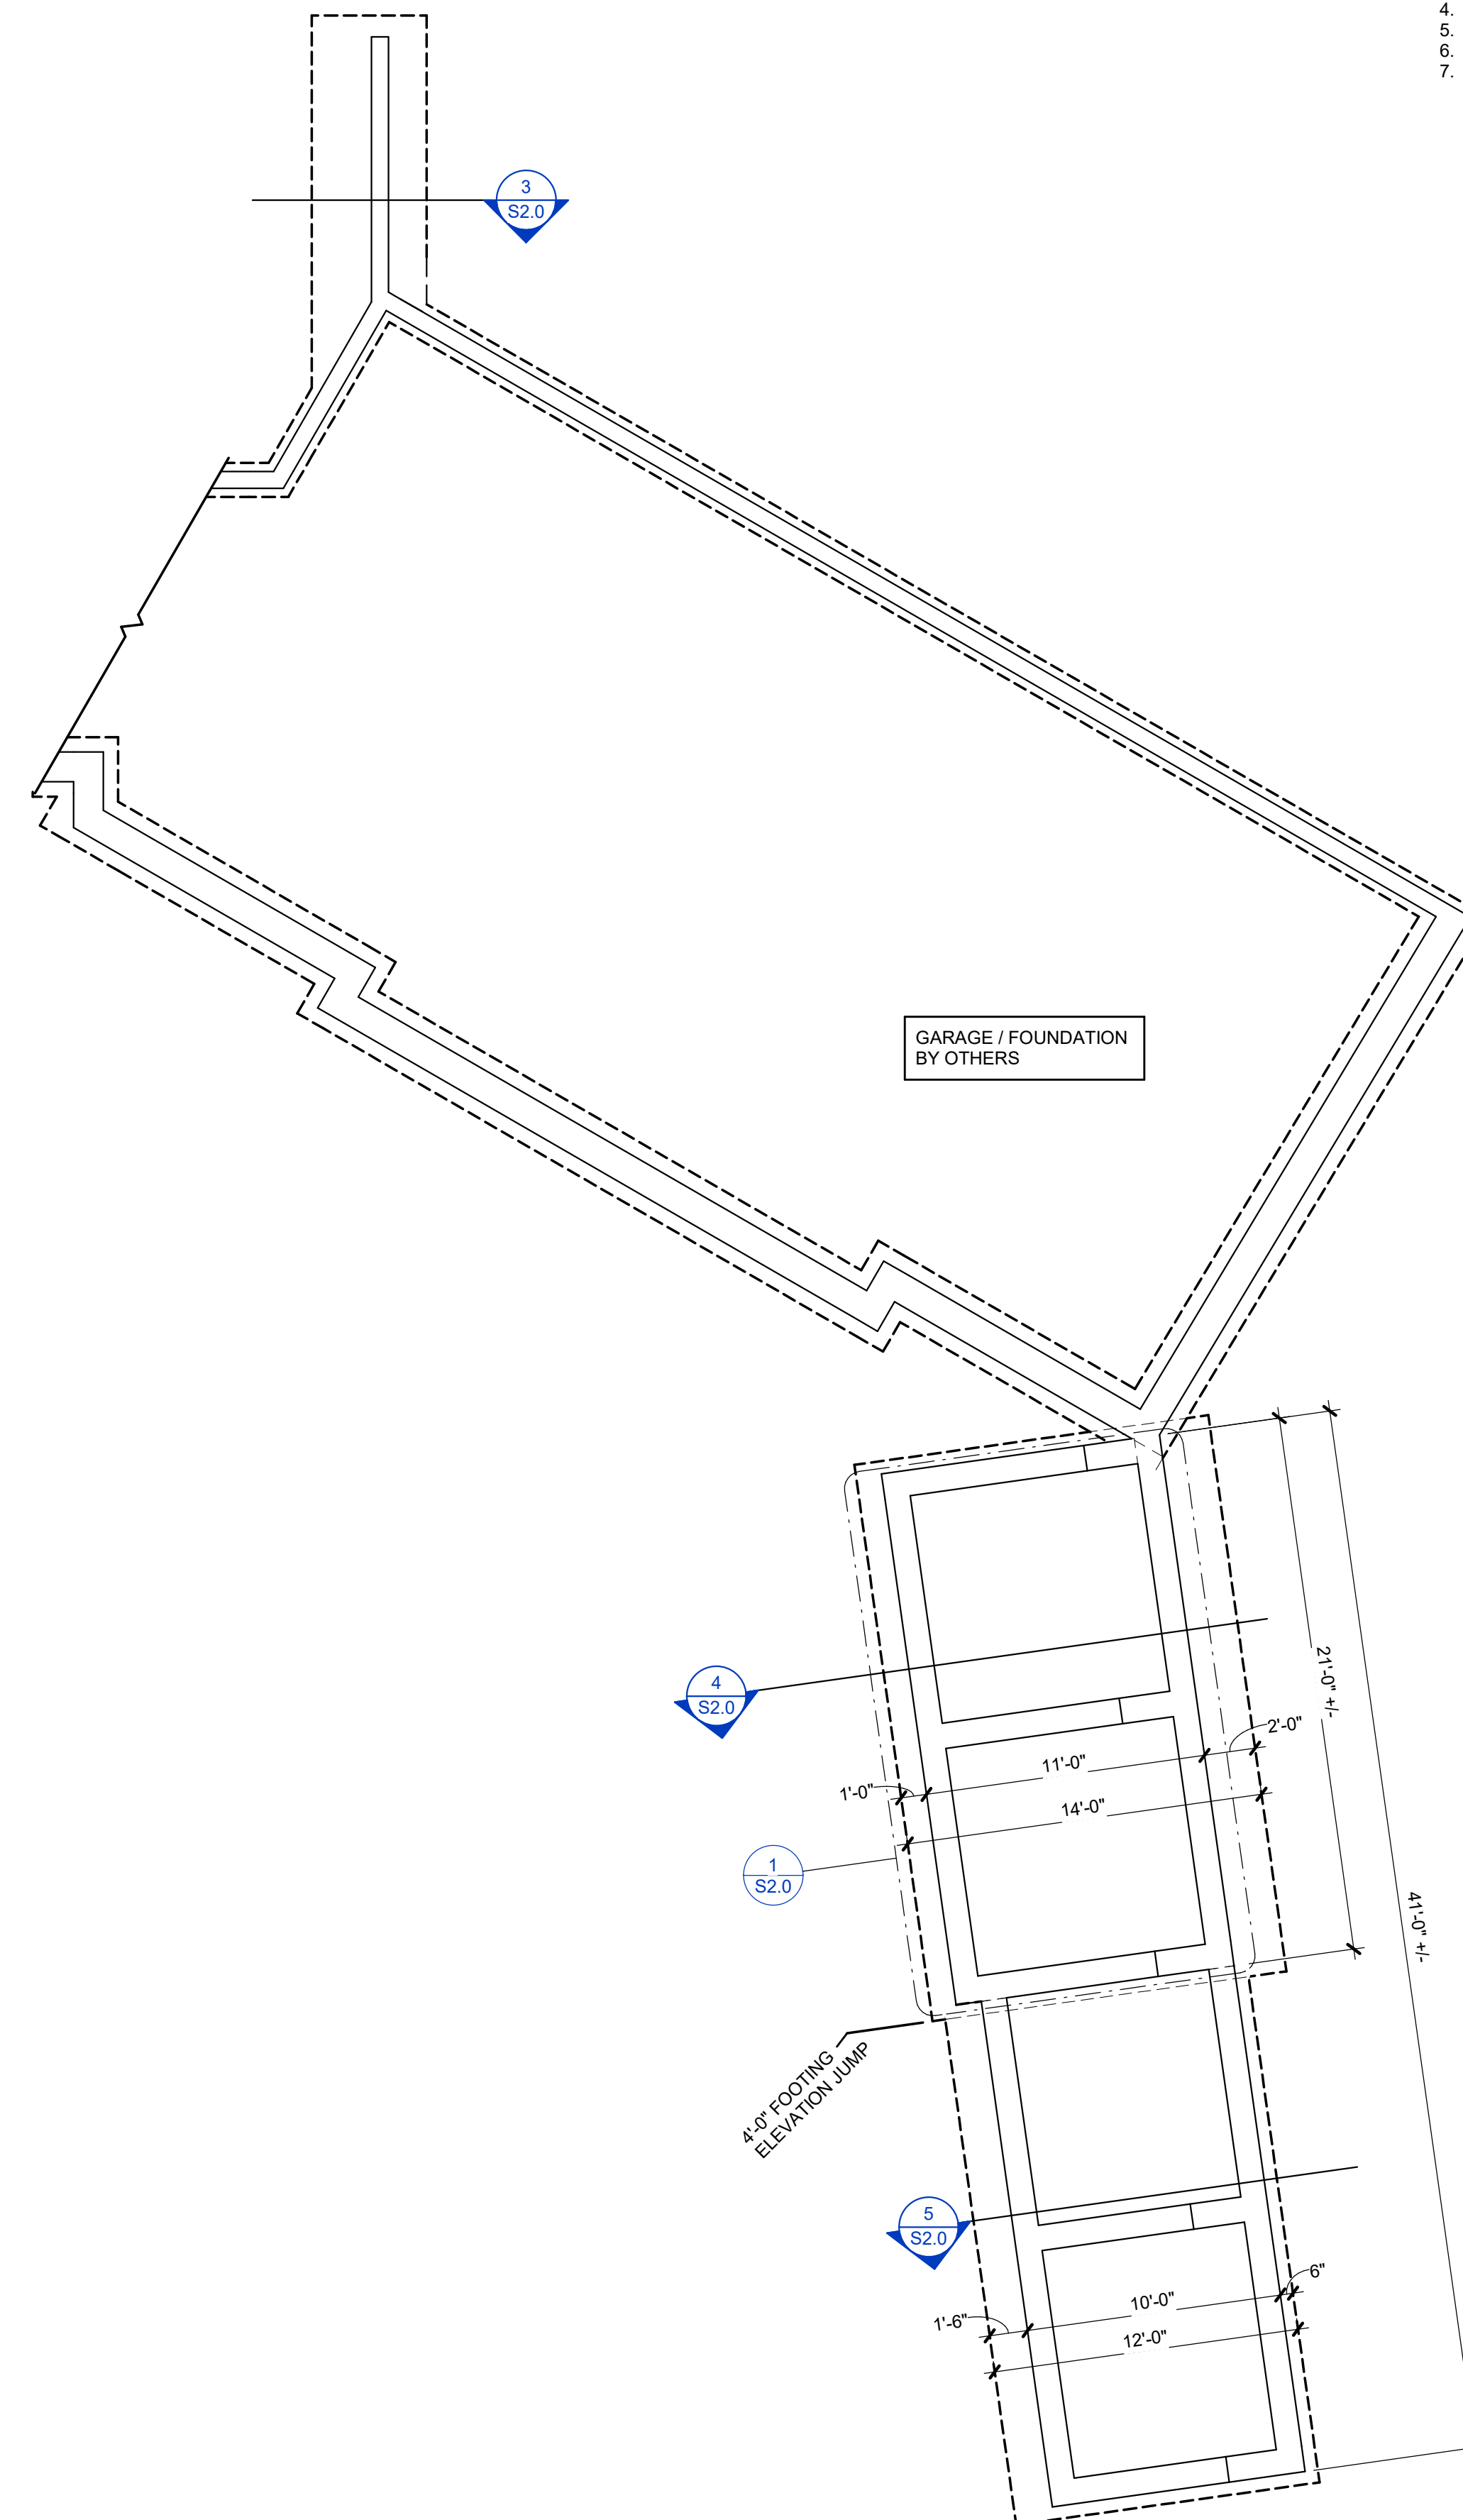 4.
5.
6.
7.
3
S2.0
GARAGE / FOUNDATION
BY OTHERS
21'-0" +/-
4
S2.0
2'-0"
11'-0"
1'-0"
14'-0"
1
S2.0
41'-0" +/-
4'-0" FOOTING
ELEVATION JUMP
5
S2.0
6"
10'-0"
1'-6"
12'-0"